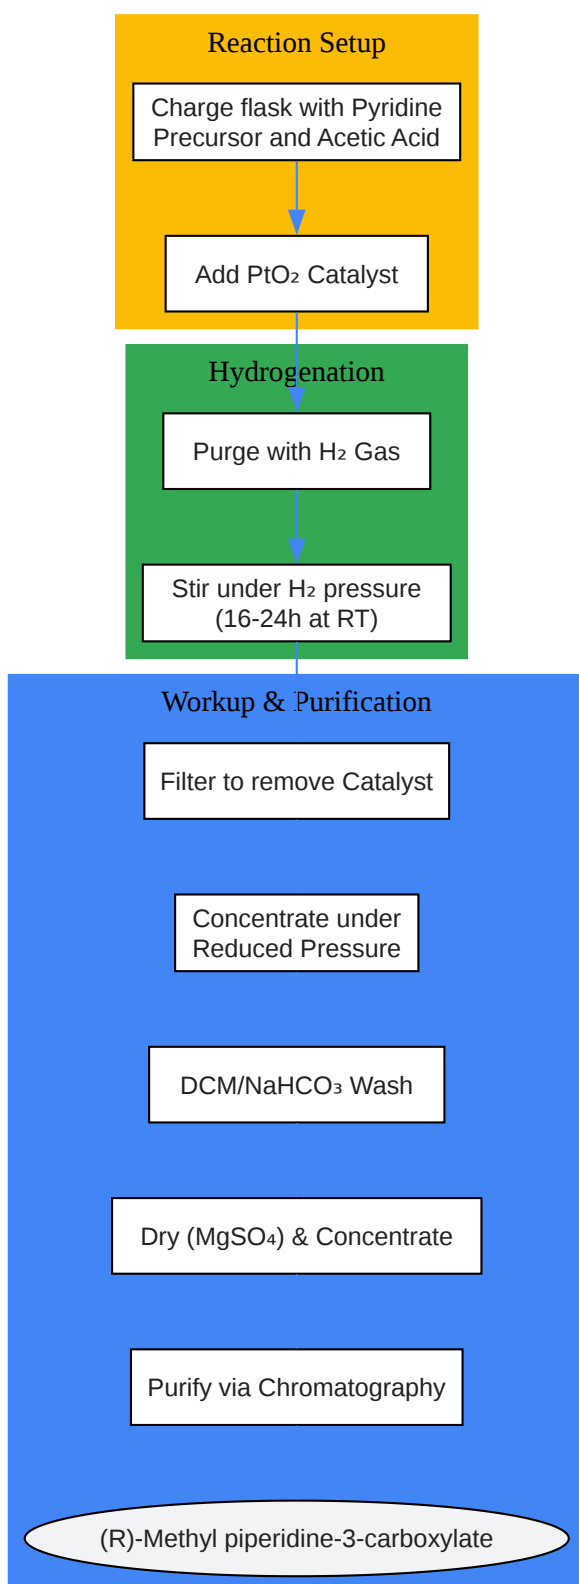 Reaction Setup
Charge flask with Pyridine
Precursor and Acetic Acid
Add PtO₂ Catalyst
Hydrogenation
Purge with H₂ Gas
Stir under H₂ pressure
(16-24h at RT)
Workup & Purification
Filter to remove Catalyst
Concentrate under
Reduced Pressure
DCM/NaHCO₃ Wash
Dry (MgSO₄) & Concentrate
Purify via Chromatography
(R)-Methyl piperidine-3-carboxylate